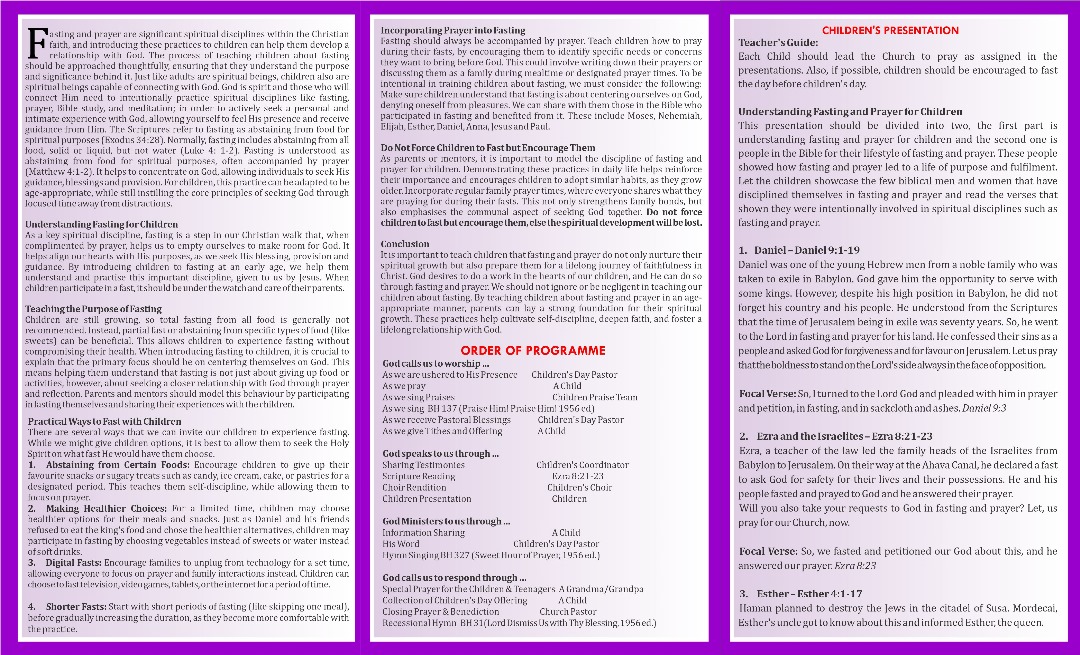 Fasting and prayer are significant spiritual disciplines within the Christian
faith, and introducing these practices to children can help them develop a
relationship with God. The process of teaching children about fasting
should be approached thoughtfully, ensuring that they understand the purpose
and significance behind it. Just like adults are spiritual beings, children also are
spiritual beings capable of connecting with God. God is spirit and those who will
connect Him need to intentionally practice spiritual disciplines like fasting,
prayer, Bible study, and meditation; in order to actively seek a personal and
intimate experience with God, allowing yourself to feel His presence and receive
guidance from Him. The Scriptures refer to fasting as abstaining from food for
spiritual purposes (Exodus 34:28). Normally, fasting includes abstaining from all
food, solid or liquid, but not water (Luke 4: 1-2). Fasting is understood as
abstaining from food for spiritual purposes, often accompanied by prayer
(Matthew 4:1-2). It helps to concentrate on God, allowing individuals to seek His
guidance, blessings and provision. For children, this practice can be adapted to be
age-appropriate, while still instilling the core principles of seeking God through
focused time away from distractions.
Understanding Fasting for Children
As a key spiritual discipline, fasting is a step in our Christian walk that, when
complimented by prayer, helps us to empty ourselves to make room for God. It
helps align our hearts with His purposes, as we seek His blessing, provision and
guidance. By introducing children to fasting at an early age, we help them
understand and practise this important discipline, given to us by Jesus. When
children participate in a fast, it should be under the watch and care of their parents.
Teaching the Purpose of Fasting
Children are still growing, so total fasting from all food is generally not
recommended. Instead, partial fast or abstaining from specific types of food (like
sweets) can be beneficial. This allows children to experience fasting without
compromising their health. When introducing fasting to children, it is crucial to
explain that the primary focus should be on centering themselves on God. This
means helping them understand that fasting is not just about giving up food or
activities, however, about seeking a closer relationship with God through prayer
and reflection. Parents and mentors should model this behaviour by participating
in fasting themselves and sharing their experiences with the children.
Practical Ways to Fast with Children
There are several ways that we can invite our children to experience fasting.
While we might give children options, it is best to allow them to seek the Holy
Spirit on what fast He would have them choose.
1. Abstaining from Certain Foods: Encourage children to give up their
favourite snacks or sugary treats such as candy, ice cream, cake, or pastries for a
designated period. This teaches them self-discipline, while allowing them to
focus on prayer.
2. Making Healthier Choices: For a limited time, children may choose
healthier options for their meals and snacks. Just as Daniel and his friends
refused to eat the king's food and chose the healthier alternatives, children may
participate in fasting by choosing vegetables instead of sweets or water instead
of soft drinks.
3. Digital Fasts: Encourage families to unplug from technology for a set time,
allowing everyone to focus on prayer and family interactions instead. Children can
choose to fast television, video games, tablets, or the internet for a period of time.
4. Shorter Fasts: Start with short periods of fasting (like skipping one meal),
before gradually increasing the duration, as they become more comfortable with
the practice.
Incorporating Prayer into Fasting
Fasting should always be accompanied by prayer. Teach children how to pray
during their fasts, by encouraging them to identify specific needs or concerns
they want to bring before God. This could involve writing down their prayers or
discussing them as a family during mealtime or designated prayer times. To be
intentional in training children about fasting, we must consider the following:
Make sure children understand that fasting is about centering ourselves on God,
denying oneself from pleasures. We can share with them those in the Bible who
participated in fasting and benefited from it. These include Moses, Nehemiah,
Elijah, Esther, Daniel, Anna, Jesus and Paul.
Do Not Force Children to Fast but Encourage Them
As parents or mentors, it is important to model the discipline of fasting and
prayer for children. Demonstrating these practices in daily life helps reinforce
their importance and encourages children to adopt similar habits, as they grow
older. Incorporate regular family prayer times, where everyone shares what they
are praying for during their fasts. This not only strengthens family bonds, but
also emphasises the communal aspect of seeking God together. Do not force
children to fast but encourage them, else the spiritual development will be lost.
Conclusion
It is important to teach children that fasting and prayer do not only nurture their
spiritual growth but also prepare them for a lifelong journey of faithfulness in
Christ. God desires to do a work in the hearts of our children, and He can do so
through fasting and prayer. We should not ignore or be negligent in teaching our
children about fasting. By teaching children about fasting and prayer in an age-
appropriate manner, parents can lay a strong foundation for their spiritual
growth. These practices help cultivate self-discipline, deepen faith, and foster a
lifelong relationship with God.
ORDER OF PROGRAMME
God calls us to worship ...
As we are ushered to His Presence Children's Day Pastor
As we pray A Child
As we sing Praises Children Praise Team
As we sing BH 137 (Praise Him! Praise Him! 1956 ed)
As we receive Pastoral Blessings Children's Day Pastor
As we give Tithes and Offering A Child
God speaks to us through ...
Sharing Testimonies Children's Coordinator
Scripture Reading Ezra 8:21-23
Choir Rendition Children's Choir
Children Presentation Children
God Ministers to us through ...
Information Sharing A Child
His Word Children's Day Pastor
Hymn Singing BH 327 (Sweet Hour of Prayer, 1956 ed.)
God calls us to respond through ...
Special Prayer for the Children & Teenagers A Grandma/Grandpa
Collection of Children's Day Offering A Child
Closing Prayer & Benediction Church Pastor
Recessional Hymn BH 31(Lord Dismiss Us with Thy Blessing, 1956 ed.)
CHILDREN'S PRESENTATION
Teacher's Guide:
Each Child should lead the Church to pray as assigned in the
presentations. Also, if possible, children should be encouraged to fast
the day before children's day.
Understanding Fasting and Prayer for Children
This presentation should be divided into two, the first part is
understanding fasting and prayer for children and the second one is
people in the Bible for their lifestyle of fasting and prayer. These people
showed how fasting and prayer led to a life of purpose and fulfilment.
Let the children showcase the few biblical men and women that have
disciplined themselves in fasting and prayer and read the verses that
shown they were intentionally involved in spiritual disciplines such as
fasting and prayer.
1. Daniel – Daniel 9:1-19
Daniel was one of the young Hebrew men from a noble family who was
taken to exile in Babylon. God gave him the opportunity to serve with
some kings. However, despite his high position in Babylon, he did not
forget his country and his people. He understood from the Scriptures
that the time of Jerusalem being in exile was seventy years. So, he went
to the Lord in fasting and prayer for his land. He confessed their sins as a
people and asked God for forgiveness and for favour on Jerusalem. Let us pray
that the boldness to stand on the Lord's side always in the face of opposition.
Focal Verse: So, I turned to the Lord God and pleaded with him in prayer
and petition, in fasting, and in sackcloth and ashes. Daniel 9:3
2. Ezra and the Israelites – Ezra 8:21-23
Ezra, a teacher of the law led the family heads of the Israelites from
Babylon to Jerusalem. On their way at the Ahava Canal, he declared a fast
to ask God for safety for their lives and their possessions. He and his
people fasted and prayed to God and he answered their prayer.
Will you also take your requests to God in fasting and prayer? Let, us
pray for our Church, now.
Focal Verse: So, we fasted and petitioned our God about this, and he
answered our prayer. Ezra 8:23
3. Esther – Esther 4:1-17
Haman planned to destroy the Jews in the citadel of Susa. Mordecai,
Esther's uncle got to know about this and informed Esther, the queen.